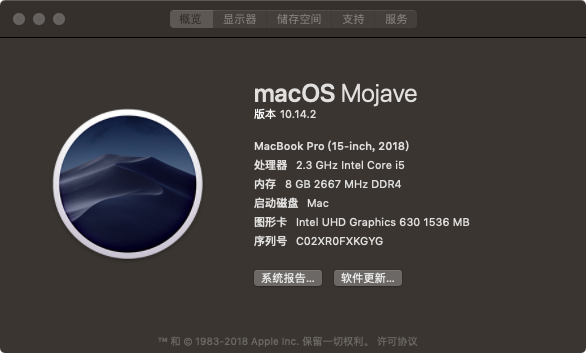 概览 显示器 储存空间 支持 服务
macOS Mojave
版本 10.14.2
MacBook Pro (15-inch, 2018)
处理器 2.3 GHz Intel Core i5
内存 8 GB 2667 MHz DDR4
启动磁盘 Mac
图形卡 Intel UHD Graphics 630 1536 MB
序列号 C02XR0FXKGYG
系统报告... 软件更新...
™ 和 © 1983-2018 Apple Inc. 保留一切权利。 许可协议